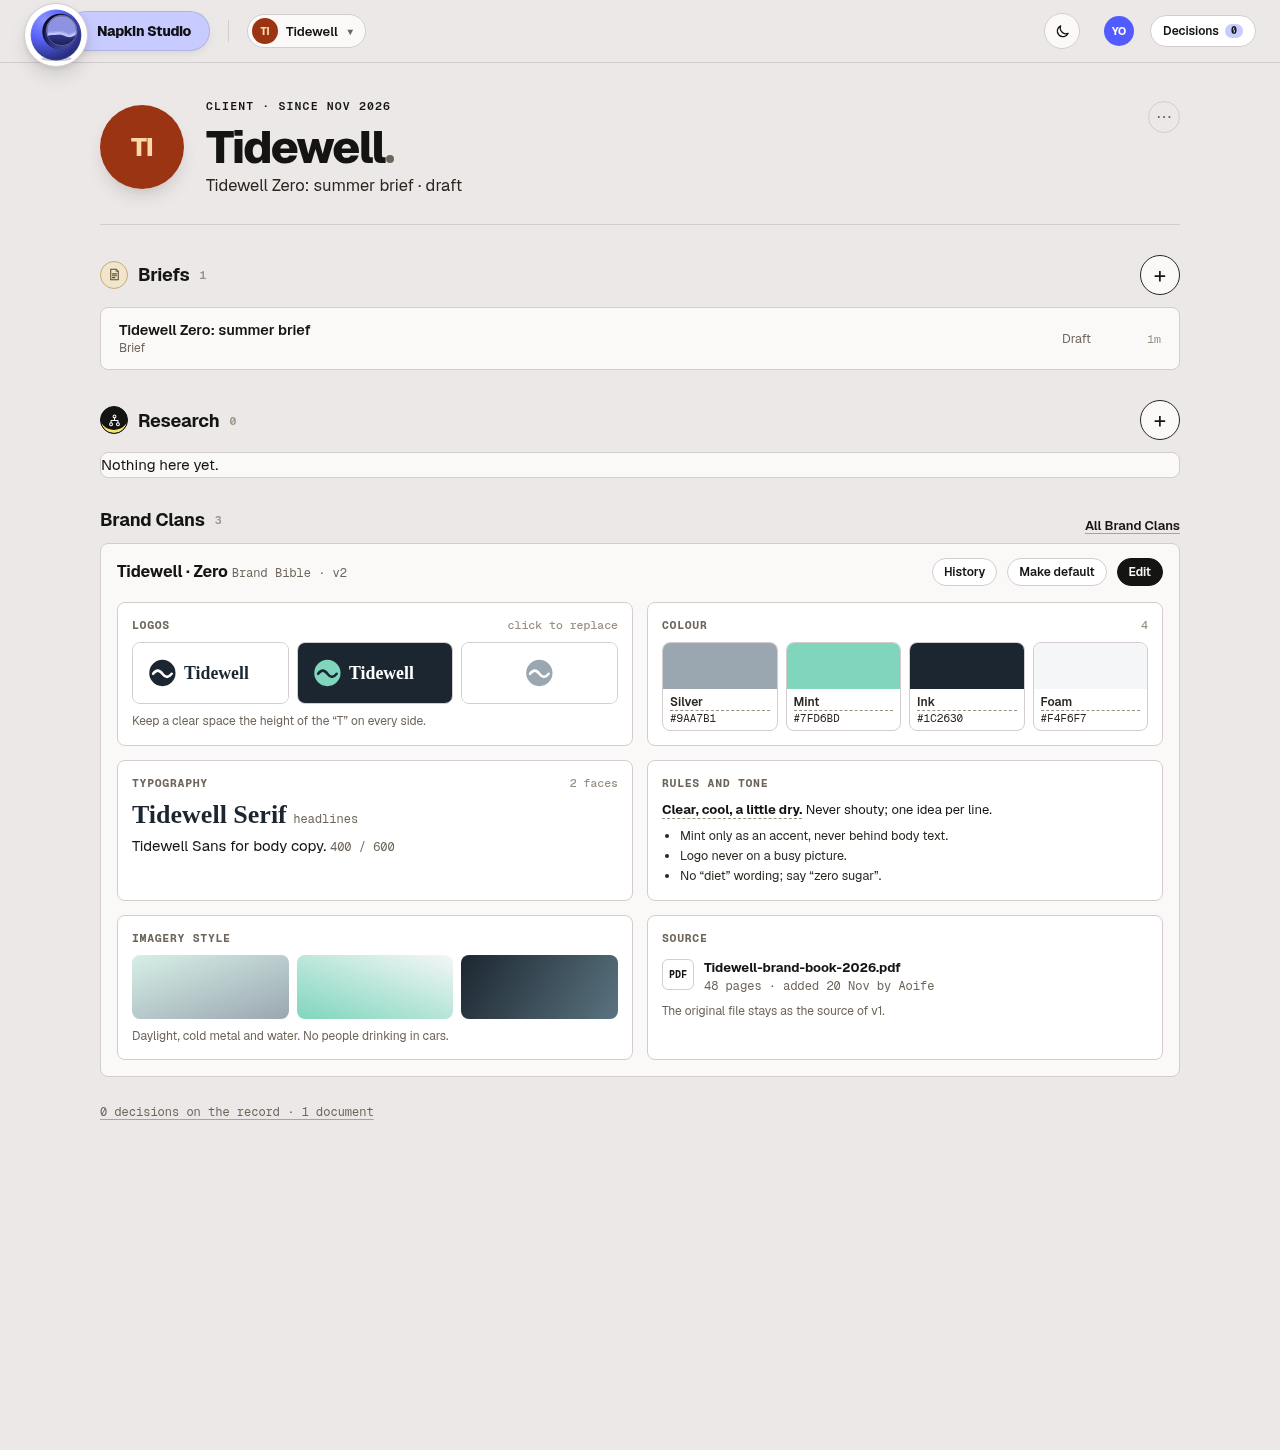 Napkin Studio
TI Tidewell ▾
YO
Decisions 0
TI
CLIENT · SINCE NOV 2026
Tidewell.
Tidewell Zero: summer brief · draft
Briefs 1
+
Tidewell Zero: summer brief
Brief
Draft
1m
Research 0
+
Nothing here yet.
Brand Clans 3
All Brand Clans
Tidewell · Zero Brand Bible · v2
History
Make default
Edit
LOGOS
click to replace
Tidewell
Tidewell
Keep a clear space the height of the “T” on every side.
COLOUR
4
Silver
#9AA7B1
Mint
#7FD6BD
Ink
#1C2630
Foam
#F4F6F7
TYPOGRAPHY
2 faces
Tidewell Serif headlines
Tidewell Sans for body copy. 400 / 600
RULES AND TONE
Clear, cool, a little dry. Never shouty; one idea per line.
• Mint only as an accent, never behind body text.
• Logo never on a busy picture.
• No “diet” wording; say “zero sugar”.
IMAGERY STYLE
Daylight, cold metal and water. No people drinking in cars.
SOURCE
PDF
Tidewell-brand-book-2026.pdf
48 pages · added 20 Nov by Aoife
The original file stays as the source of v1.
0 decisions on the record · 1 document